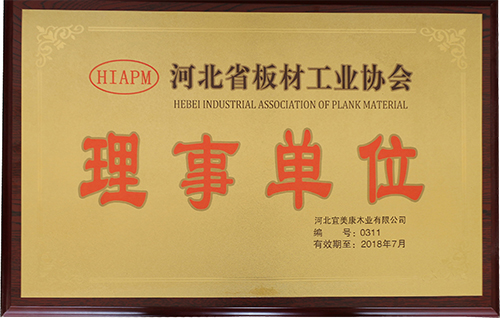 HIAPM 河北省板材工业协会
HEBEI INDUSTRIAL ASSOCIATION OF PLANK MATERIAL
理事单位
河北宜美康木业有限公司
编 号:0311
有效期至:2018年7月